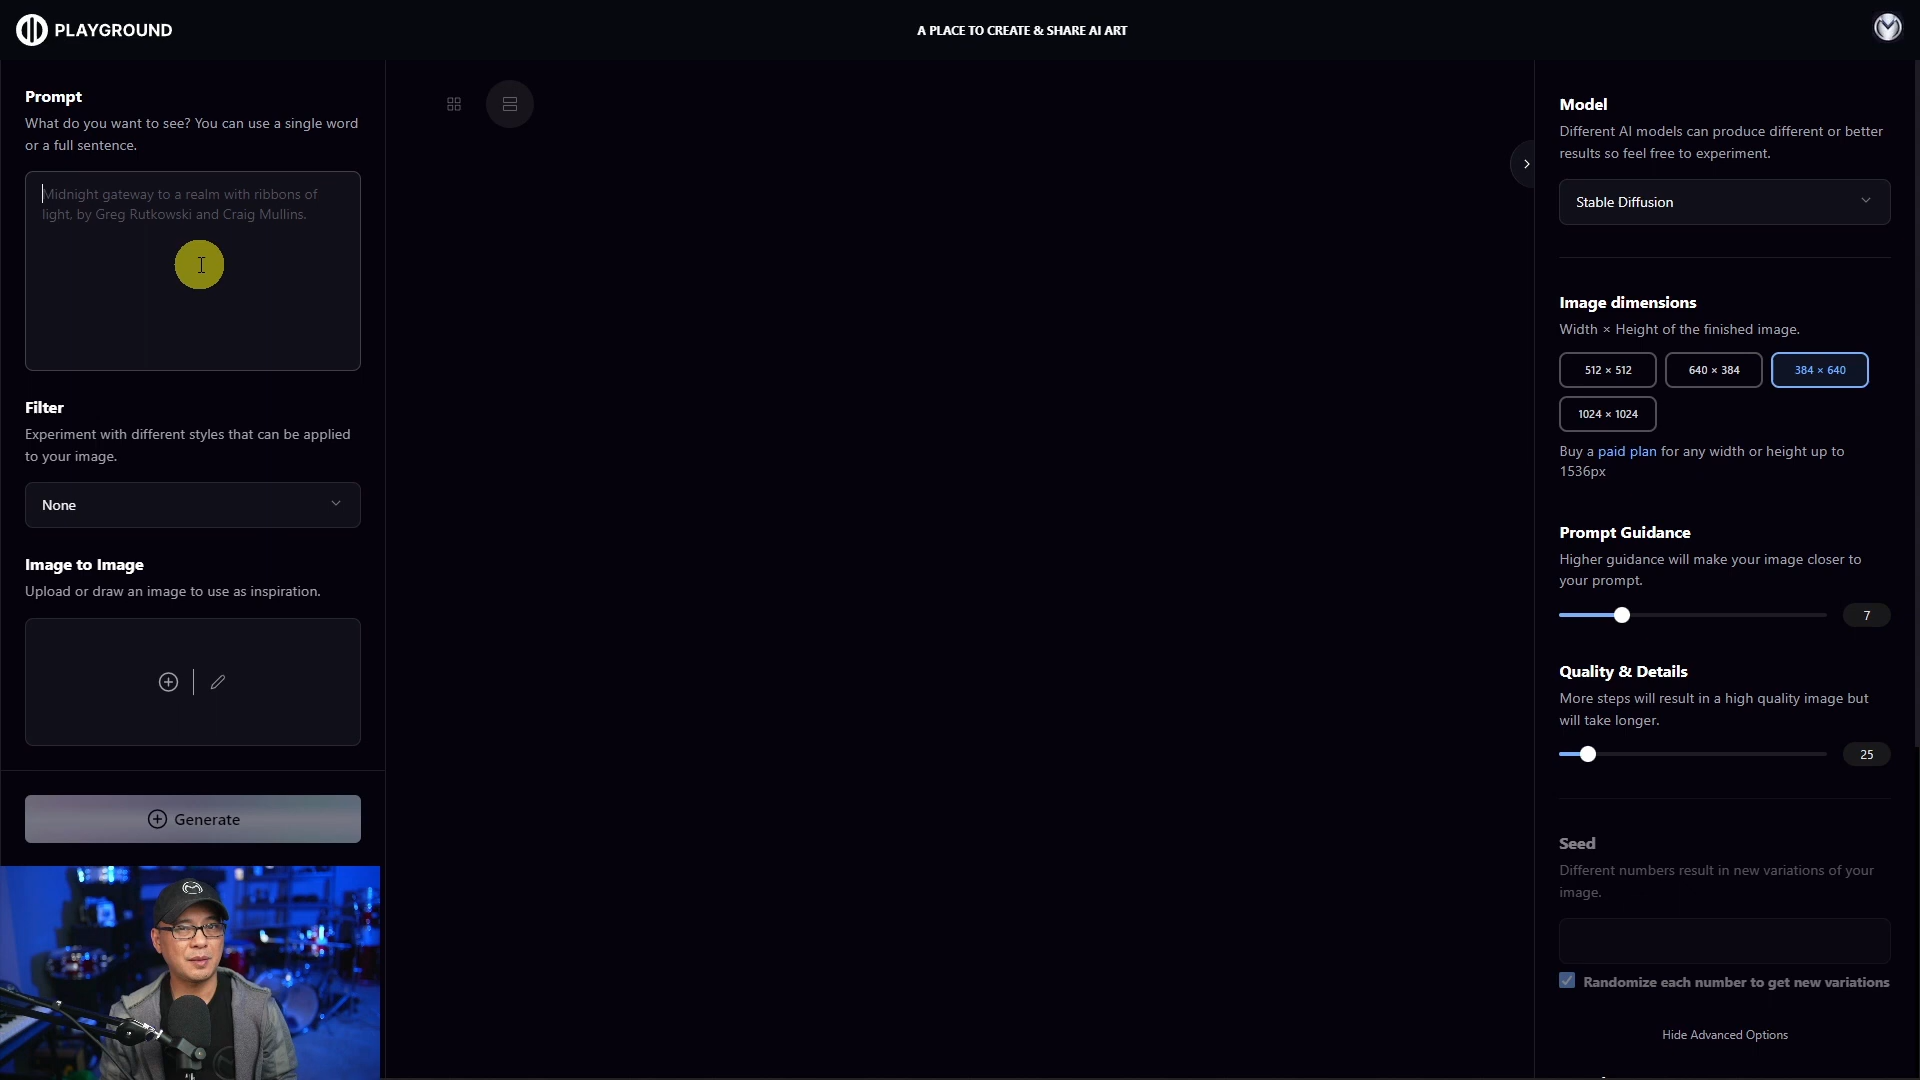 PLAYGROUND
A PLACE TO CREATE & SHARE AI ART
Prompt
What do you want to see? You can use a single word
or a full sentence.
Midnight gateway to a realm with ribbons of
light, by Greg Rutkowski and Craig Mullins.
Filter
Experiment with different styles that can be applied
to your image.
None
Image to Image
Upload or draw an image to use as inspiration.
Generate
Model
Different AI models can produce different or better
results so feel free to experiment.
Stable Diffusion
Image dimensions
Width × Height of the finished image.
512 × 512
640 × 384
384 × 640
1024 × 1024
Buy a paid plan for any width or height up to
1536px
Prompt Guidance
Higher guidance will make your image closer to
your prompt.
7
Quality & Details
More steps will result in a high quality image but
will take longer.
25
Seed
Different numbers result in new variations of your
image.
Randomize each number to get new variations
Hide Advanced Options